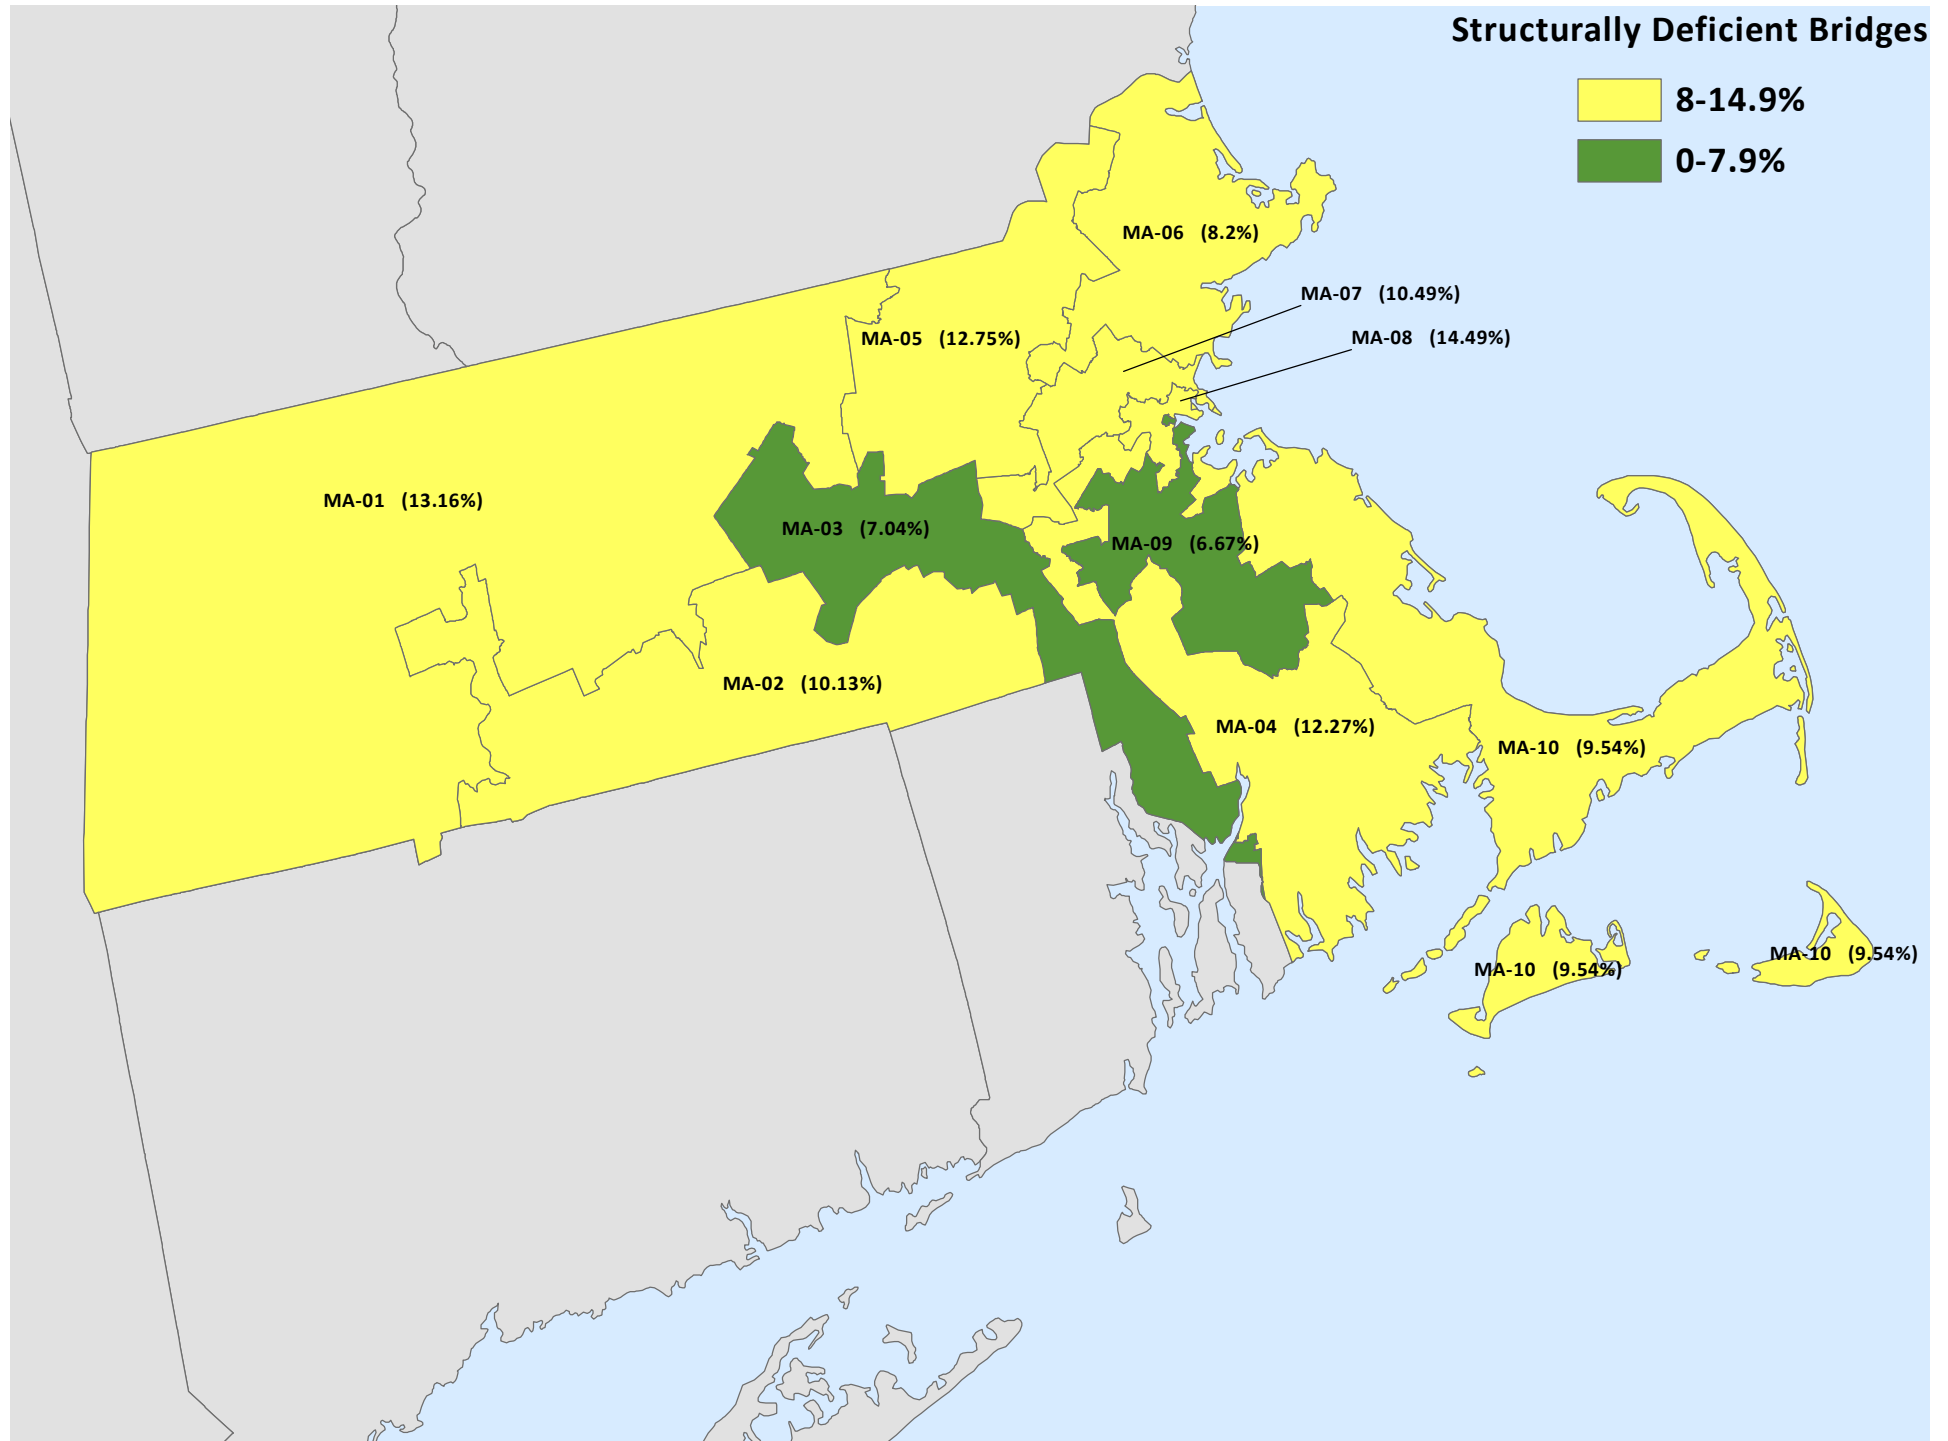 Structurally Deficient Bridges
8-14.9%
0-7.9%
MA-06 (8.2%)
MA-07 (10.49%)
MA-08 (14.49%)
MA-05 (12.75%)
MA-01 (13.16%)
MA-03 (7.04%)
MA-09 (6.67%)
MA-02 (10.13%)
MA-04 (12.27%)
MA-10 (9.54%)
MA-10 (9.54%)
MA-10 (9.54%)